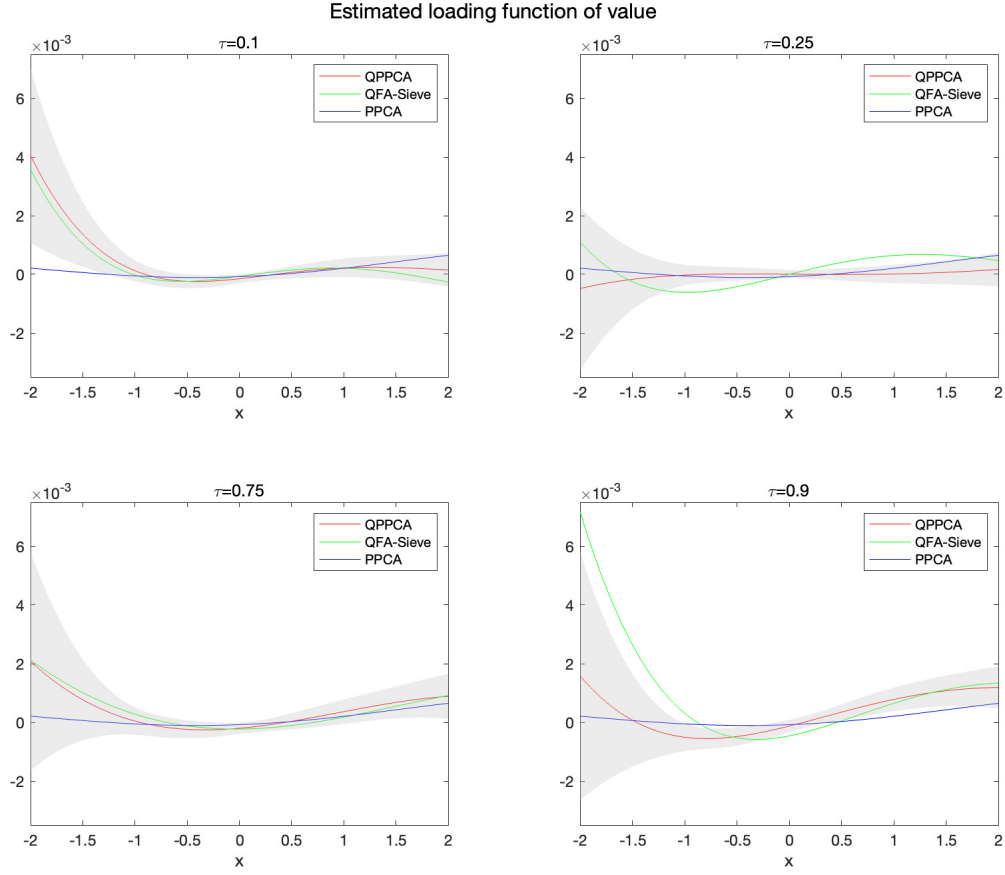 Estimated loading function of value
τ=0.1
×10⁻³
6
4
2
0
-2
-2 -1.5 -1 -0.5 0 0.5 1 1.5 2
x
QPPCA
QFA-Sieve
PPCA
τ=0.25
×10⁻³
6
4
2
0
-2
-2 -1.5 -1 -0.5 0 0.5 1 1.5 2
x
QPPCA
QFA-Sieve
PPCA
τ=0.75
×10⁻³
6
4
2
0
-2
-2 -1.5 -1 -0.5 0 0.5 1 1.5 2
x
QPPCA
QFA-Sieve
PPCA
τ=0.9
×10⁻³
6
4
2
0
-2
-2 -1.5 -1 -0.5 0 0.5 1 1.5 2
x
QPPCA
QFA-Sieve
PPCA